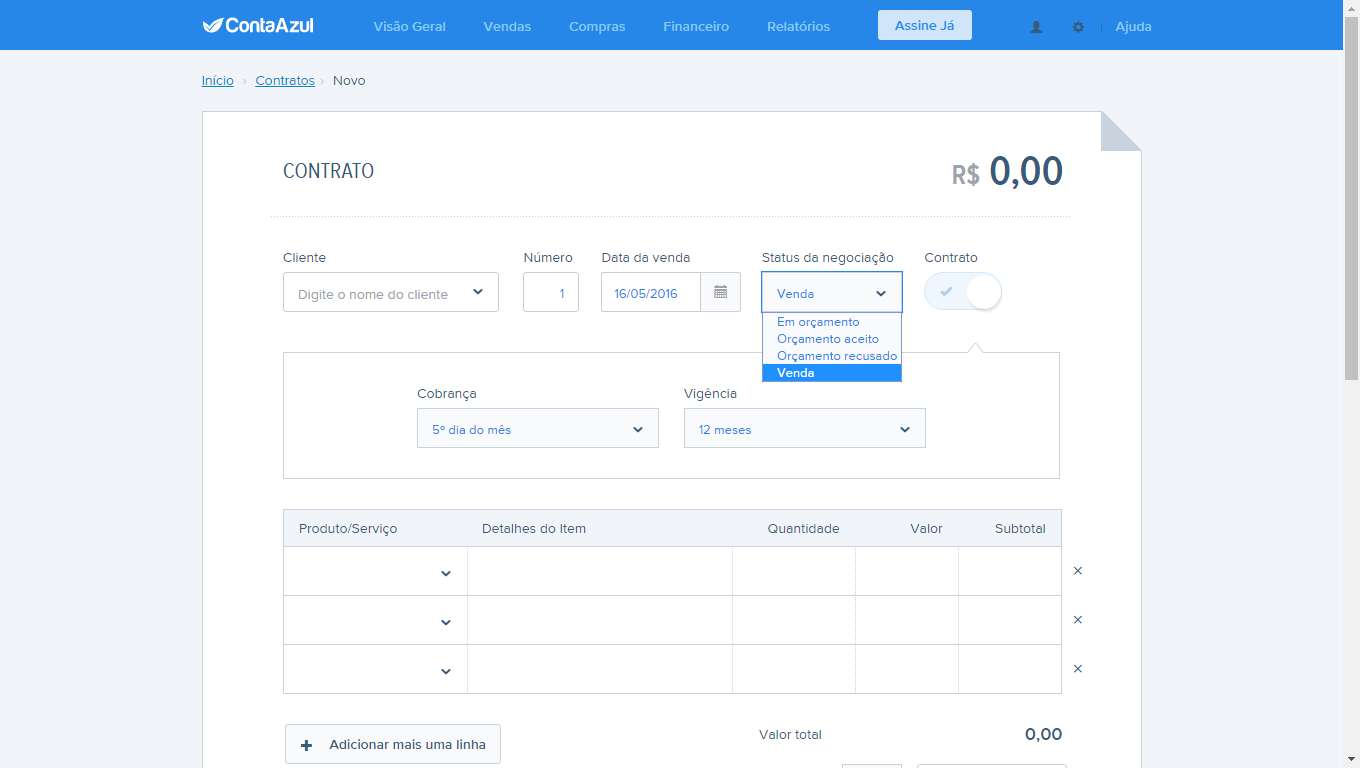 ContaAzul Visão Geral Vendas Compras Financeiro Relatórios Assine Já Ajuda
Início › Contratos › Novo
CONTRATO R$ 0,00
Cliente Número Data da venda Status da negociação Contrato
Digite o nome do cliente 1 16/05/2016 Venda
Em orçamento
Orçamento aceito
Orçamento recusado
Venda
Cobrança Vigência
5º dia do mês 12 meses
Produto/Serviço Detalhes do Item Quantidade Valor Subtotal
Adicionar mais uma linha Valor total 0,00